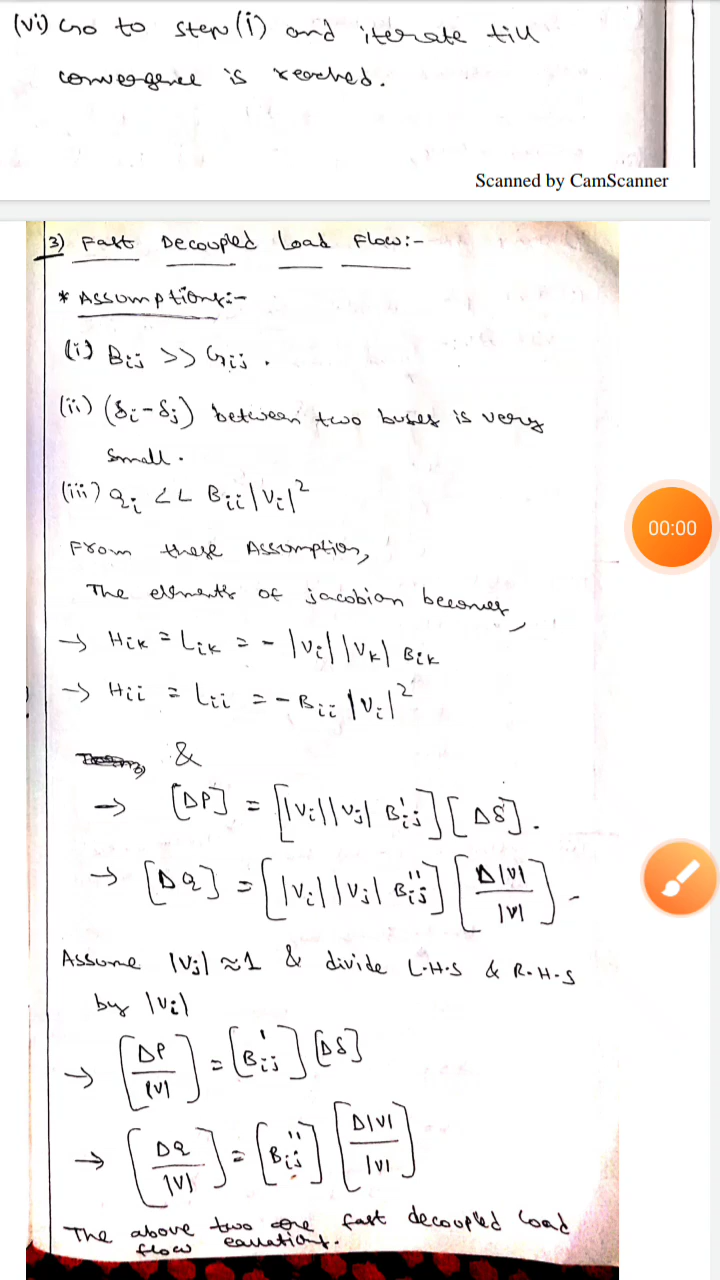 (vi) Go to step (i) and iterate till
convergence is reached.
Scanned by CamScanner
3) Fast Decoupled Load Flow:-
* Assumptions:-
(i) Bij >> Gij .
(ii) (δi-δj) between two buses is very
small.
(iii) Qi << Bii|Vi|²
From these Assumption,
00:00
The elements of jacobian becomes,
→ Hik = Lik = - |Vi| |Vk| Bik
→ Hii = Lii = - Bii |Vi|²
&
→ [ΔP] = [|Vi||Vj| B'ij] [Δδ].
→ [ΔQ] = [|Vi||Vj| B''ij] [Δ|V| / |V|]
Assume |Vj| ≈ 1 & divide L.H.S & R.H.S
by |Vi|
→ [ΔP / |V|] = [B'ij] [Δδ]
→ [ΔQ / |V|] = [B''ij] [Δ|V| / |V|]
The above two are fast decoupled load
flow equations.